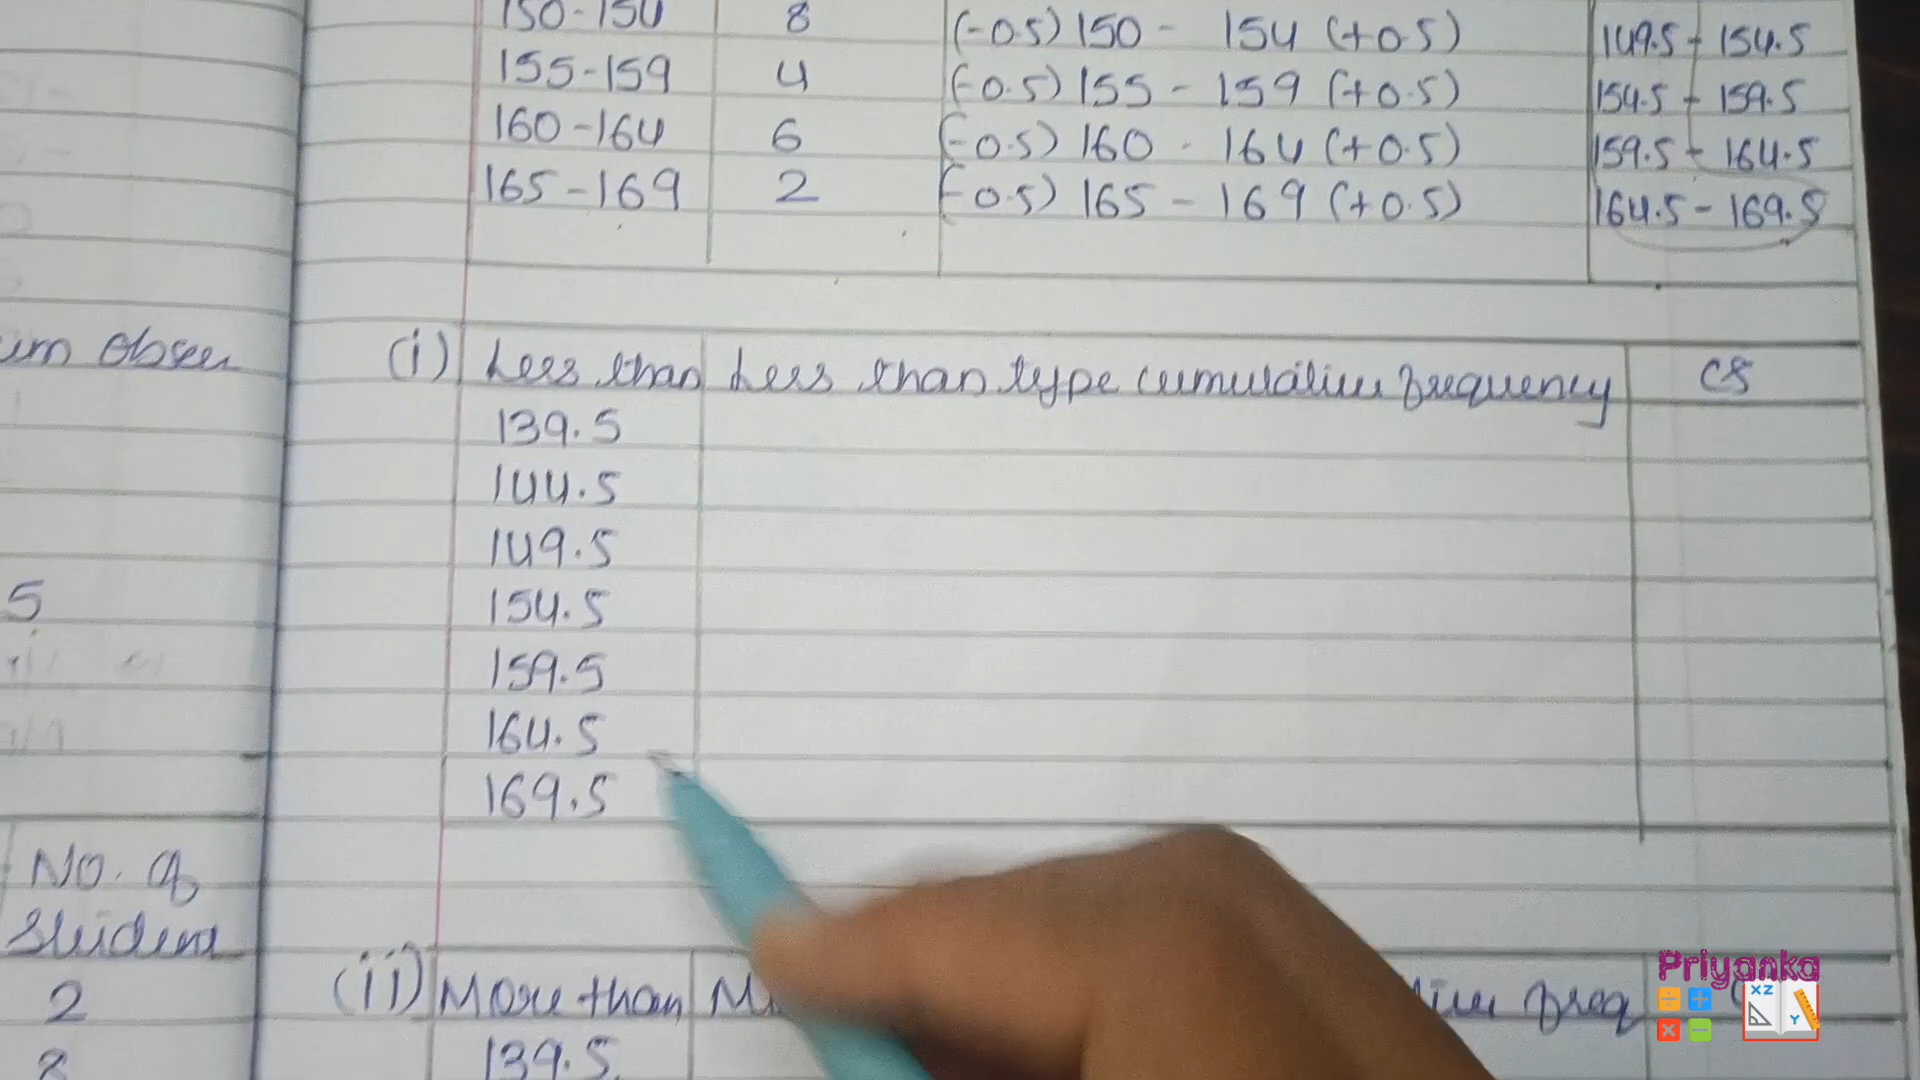 150-154 8 (-0.5) 150 - 154 (+0.5) 149.5 - 154.5
155-159 4 (-0.5) 155 - 159 (+0.5) 154.5 - 159.5
160-164 6 (-0.5) 160 - 164 (+0.5) 159.5 - 164.5
165-169 2 (-0.5) 165 - 169 (+0.5) 164.5 - 169.5
(i) Less than Less than type cumulative frequency cf
139.5
144.5
149.5
154.5
5
159.5
164.5
169.5
No. of
2
(ii) More than freq
139.5
Priyanka
XZ
Y